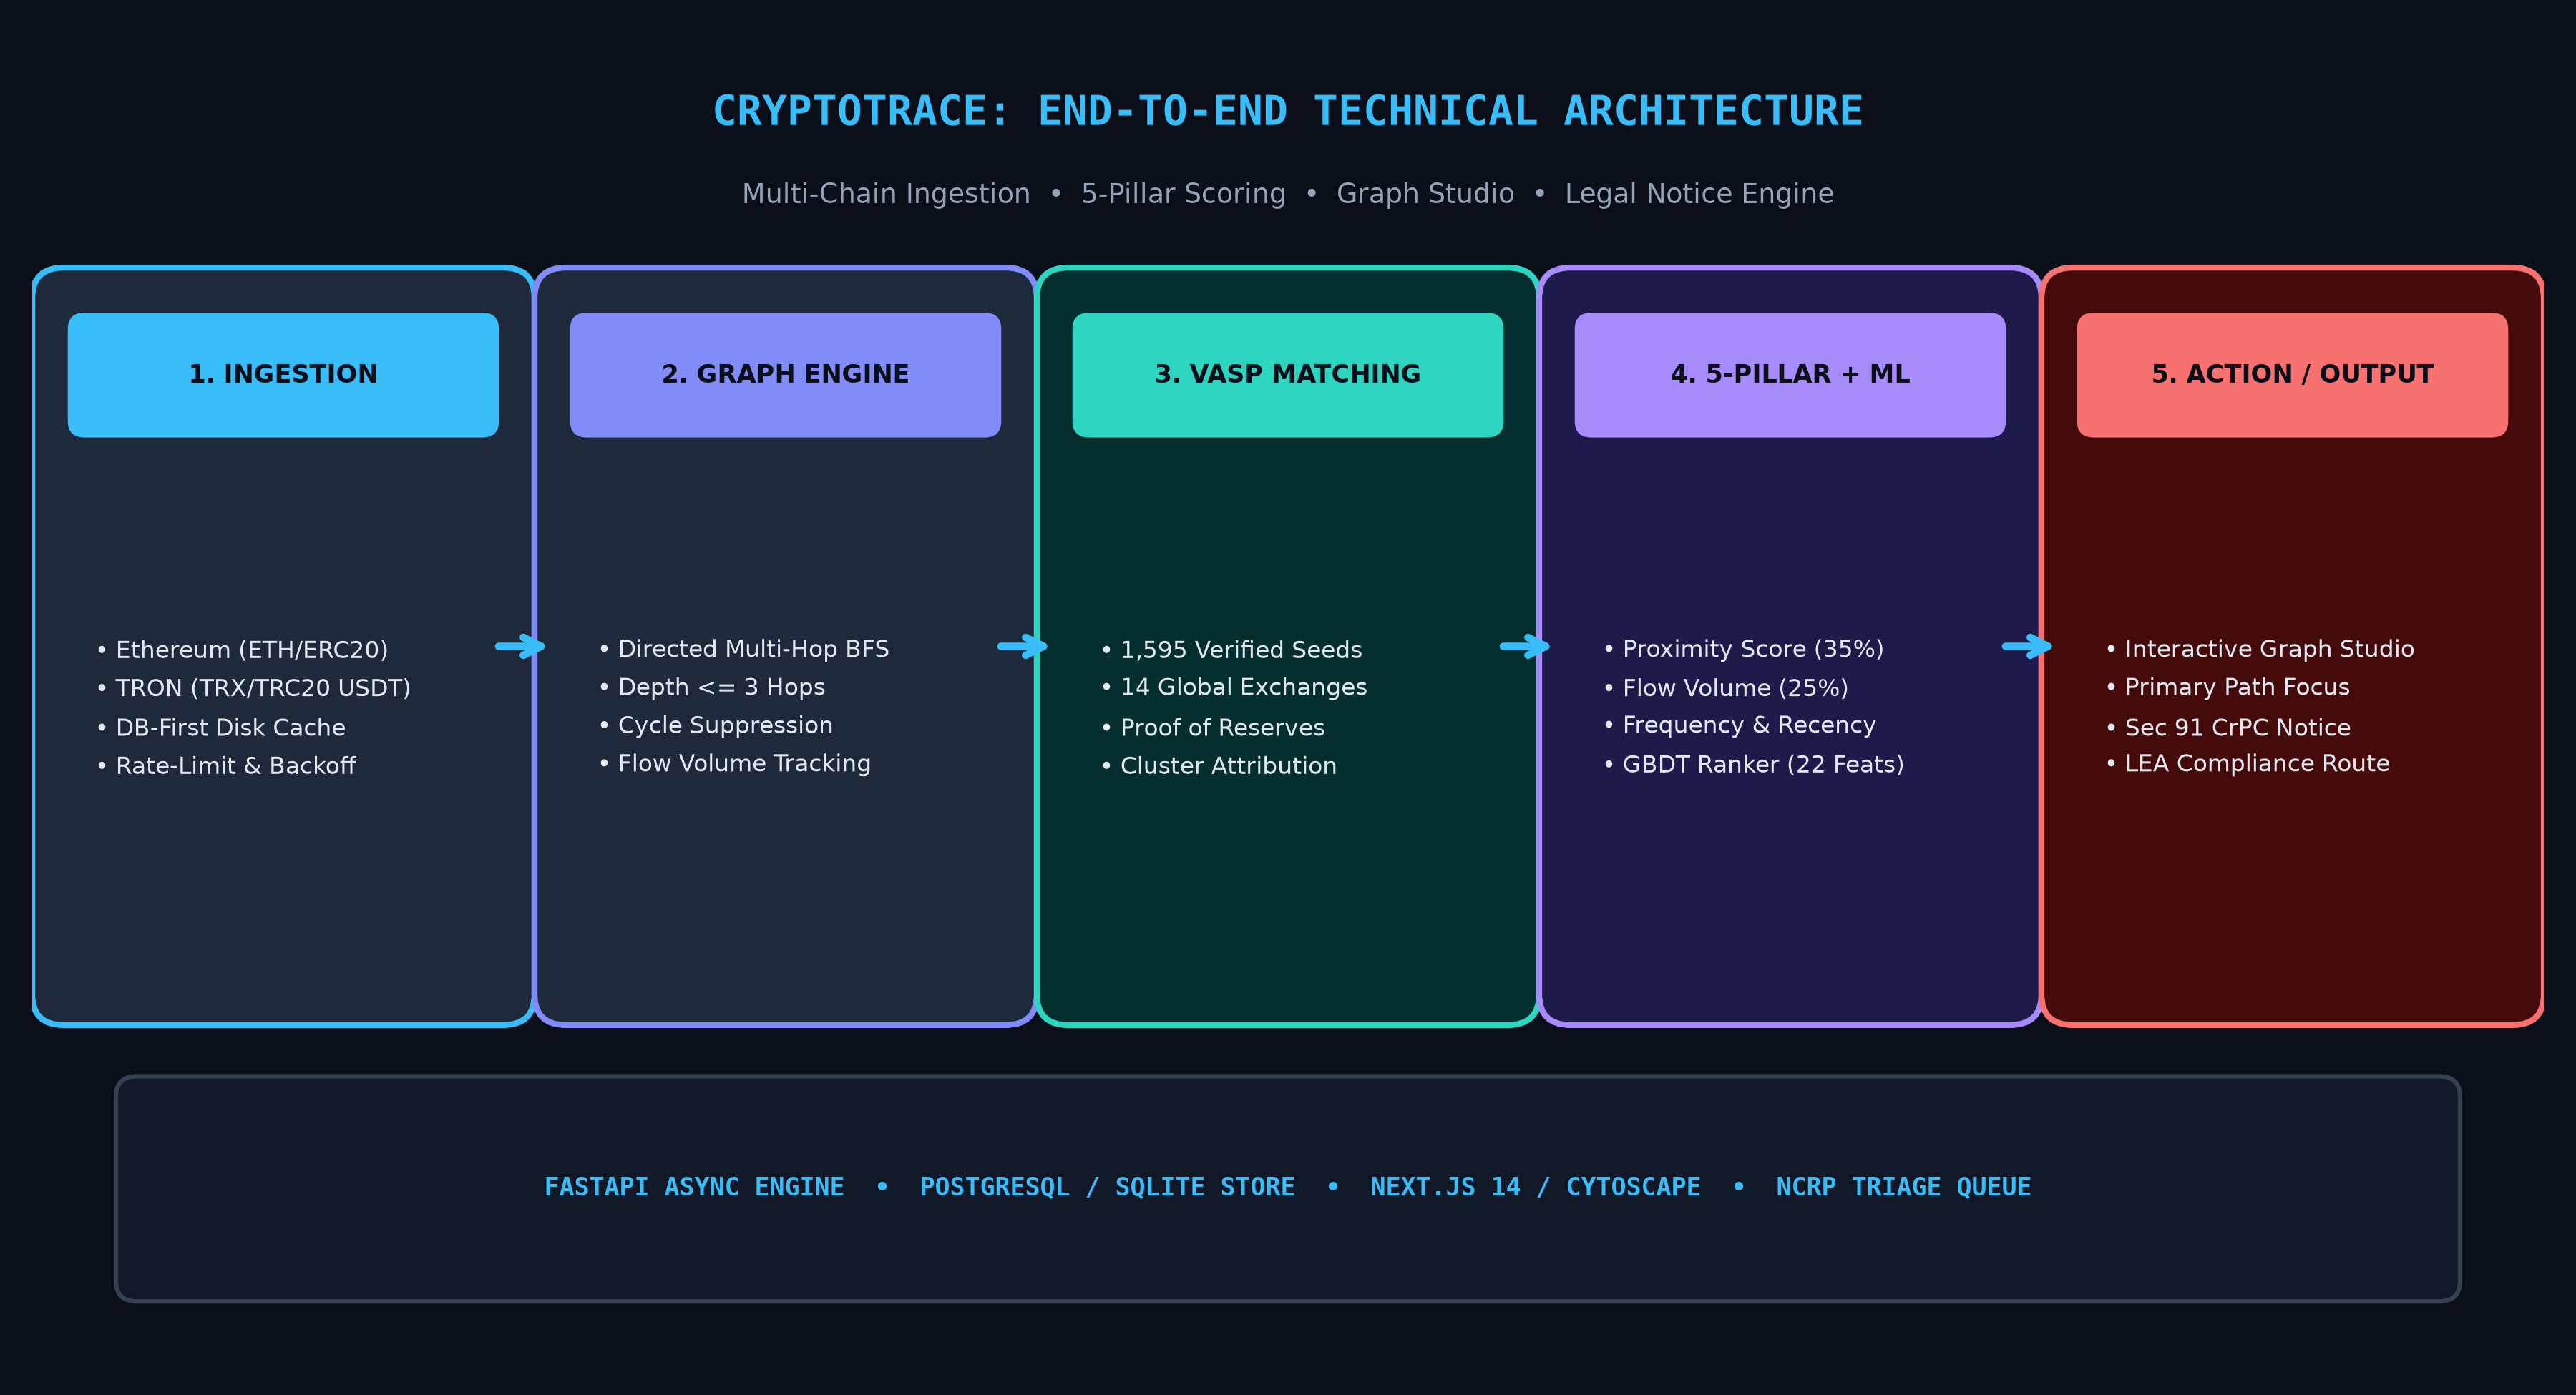 CRYPTOTRACE: END-TO-END TECHNICAL ARCHITECTURE
Multi-Chain Ingestion • 5-Pillar Scoring • Graph Studio • Legal Notice Engine
1. INGESTION
• Ethereum (ETH/ERC20)
• TRON (TRX/TRC20 USDT)
• DB-First Disk Cache
• Rate-Limit & Backoff
2. GRAPH ENGINE
• Directed Multi-Hop BFS
• Depth <= 3 Hops
• Cycle Suppression
• Flow Volume Tracking
3. VASP MATCHING
• 1,595 Verified Seeds
• 14 Global Exchanges
• Proof of Reserves
• Cluster Attribution
4. 5-PILLAR + ML
• Proximity Score (35%)
• Flow Volume (25%)
• Frequency & Recency
• GBDT Ranker (22 Feats)
5. ACTION / OUTPUT
• Interactive Graph Studio
• Primary Path Focus
• Sec 91 CrPC Notice
• LEA Compliance Route
FASTAPI ASYNC ENGINE • POSTGRESQL / SQLITE STORE • NEXT.JS 14 / CYTOSCAPE • NCRP TRIAGE QUEUE